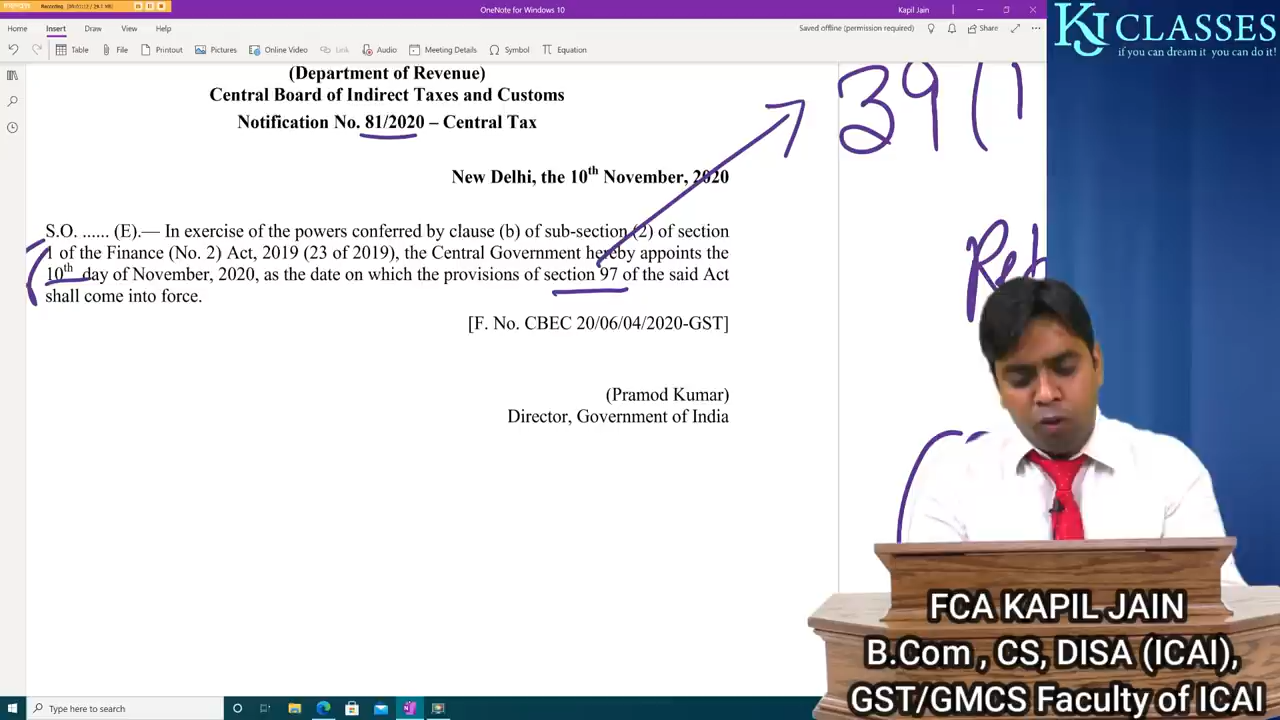 Recording
OneNote for Windows 10
Kapil Jain
Home Insert Draw View Help
Saved offline (permission required)
Share
Table File Printout Pictures Online Video Link Audio Meeting Details Symbol Equation
KJ CLASSES
if you can dream it you can do it!
(Department of Revenue)
Central Board of Indirect Taxes and Customs
Notification No. 81/2020 – Central Tax
39 (1
New Delhi, the 10th November, 2020
S.O. ...... (E).— In exercise of the powers conferred by clause (b) of sub-section (2) of section
1 of the Finance (No. 2) Act, 2019 (23 of 2019), the Central Government hereby appoints the
10th day of November, 2020, as the date on which the provisions of section 97 of the said Act
shall come into force.
[F. No. CBEC 20/06/04/2020-GST]
(Pramod Kumar)
Director, Government of India
FCA KAPIL JAIN
B.Com , CS, DISA (ICAI),
GST/GMCS Faculty of ICAI
Type here to search